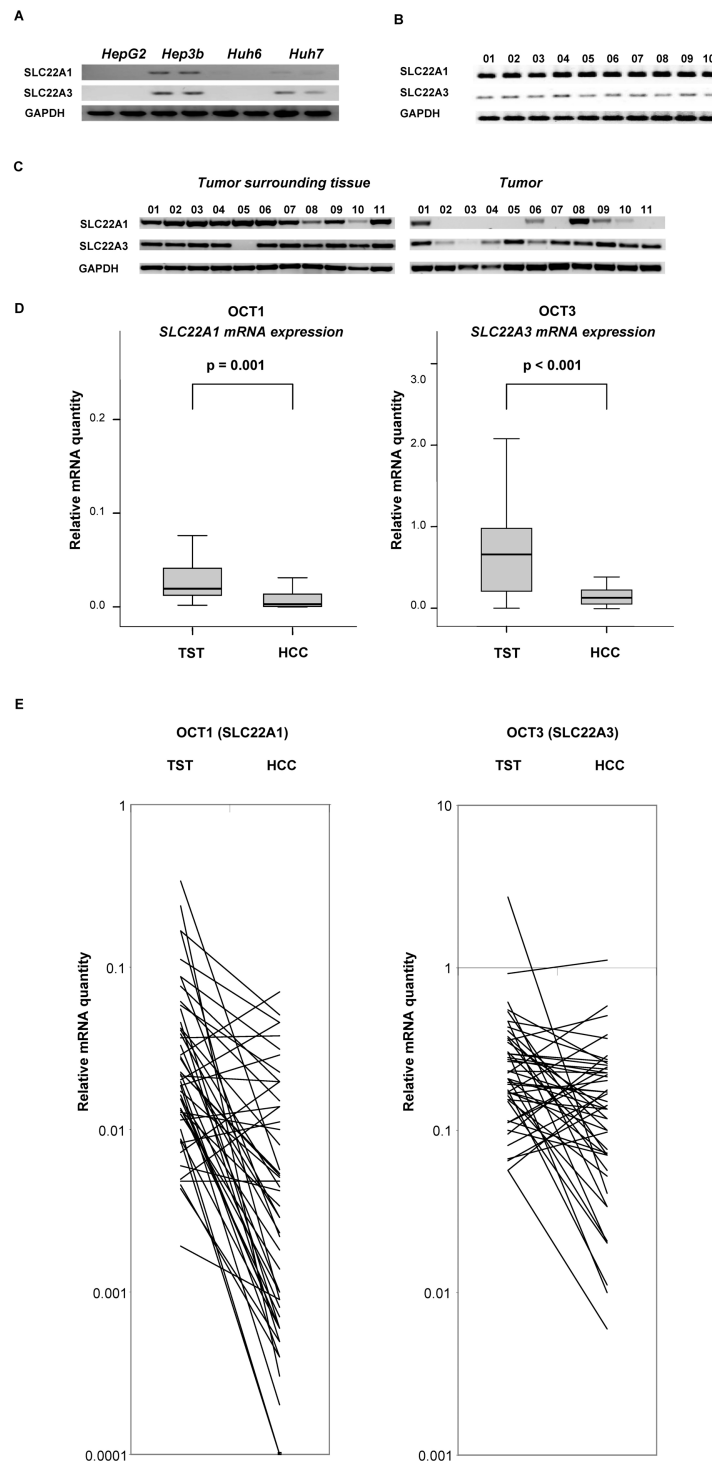 A
HepG2 Hep3b Huh6 Huh7
SLC22A1
SLC22A3
GAPDH
B
01 02 03 04 05 06 07 08 09 10
SLC22A1
SLC22A3
GAPDH
C
Tumor surrounding tissue Tumor
01 02 03 04 05 06 07 08 09 10 11 01 02 03 04 05 06 07 08 09 10 11
SLC22A1
SLC22A3
GAPDH
D
OCT1
SLC22A1 mRNA expression
p = 0.001
Relative mRNA quantity
0.2
0.1
0.0
TST HCC
OCT3
SLC22A3 mRNA expression
p < 0.001
Relative mRNA quantity
3.0
2.0
1.0
0.0
TST HCC
E
OCT1 (SLC22A1)
TST HCC
Relative mRNA quantity
1
0.1
0.01
0.001
0.0001
OCT3 (SLC22A3)
TST HCC
Relative mRNA quantity
10
1
0.1
0.01
0.001